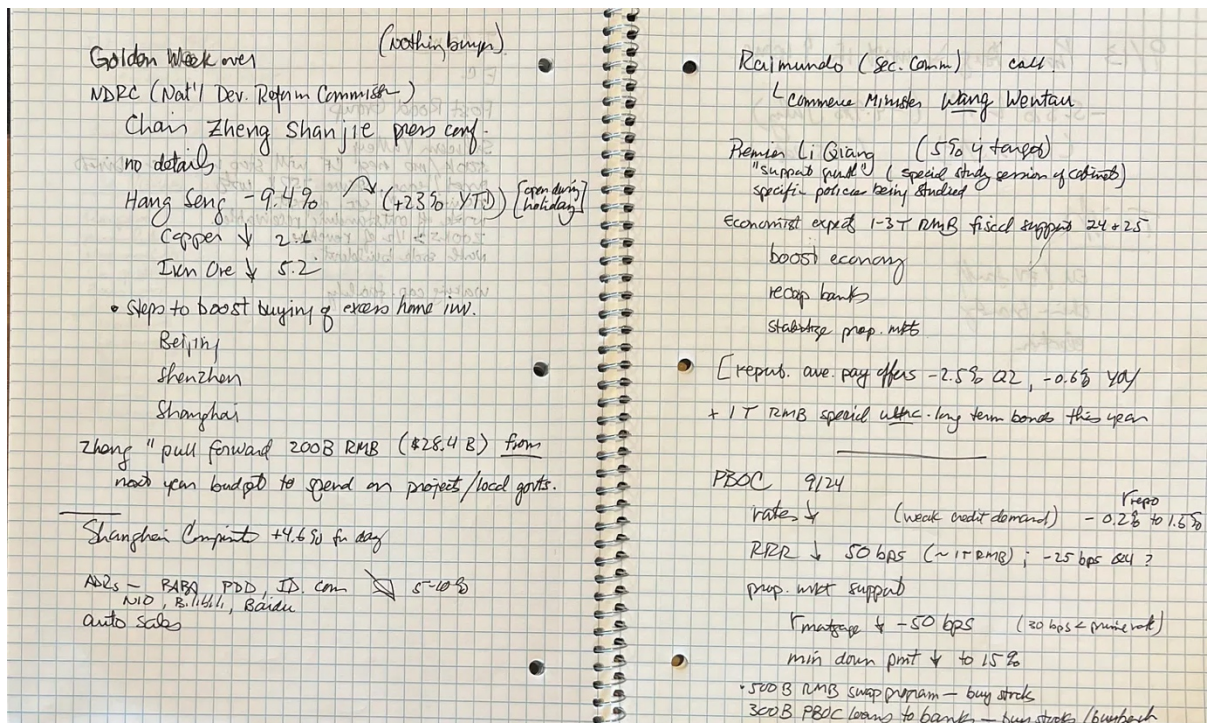 Golden Week over (nothing burger)
NDRC (Nat'l Dev. Reform Commission)
Chair Zheng Shanjie press conf.
no details
Hang Seng -9.4% (+23% YTD) [open during holiday]
Copper ↓ 2.1
Iron Ore ↓ 5.2
• steps to boost buying of excess home inv.
Beijing
Shenzhen
Shanghai
Zheng "pull forward 200B RMB ($28.4 B) from
next year budget to spend on project/local govts.
Shanghai Composite +4.6% for day
ADRs – BABA, PDD, JD.com ↘ 5-10%
NIO, Bilibili, Baidu
auto sales
Raimundo (Sec. Comm) call
└ Commerce Minister Wang Wentau
Premier Li Qiang (5% y target)
"support growth" (special study session of cabinet)
specific policies being studied
Economist expect 1-3T RMB fiscal support 24+25
boost economy
recap banks
stabilize prop. mkts
[repub. ave. pay offers -2.5% Q2, -0.6% YOY
+ 1T RMB special ultra-long term bonds this year
PBOC 9/24
rates ↓ (weak credit demand) r repo -0.2% to 1.5%
RRR ↓ 50 bps (~1T RMB); -25 bps ?
prop. mkt support
r mortgage ↓ -50 bps (30 bps < prime rate)
min down pmt ↓ to 15%
• 500B RMB swap program – buy stocks
300B PBOC loans to banks – buy stocks/buyback